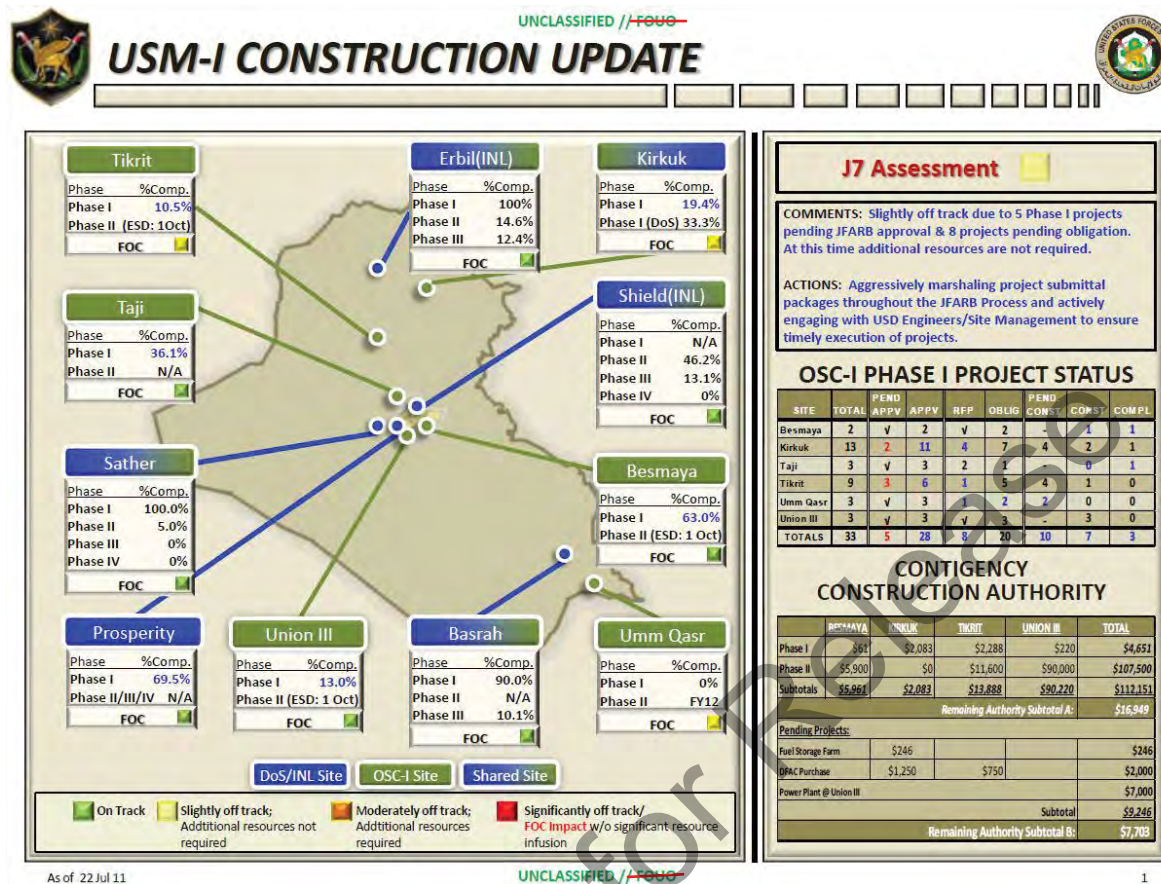 UNCLASSIFIED // FOUO
USM-I CONSTRUCTION UPDATE
UNITED STATES FORCES
Tikrit
Phase %Comp.
Phase I 10.5%
Phase II (ESD: 1Oct)
FOC
Erbil(INL)
Phase %Comp.
Phase I 100%
Phase II 14.6%
Phase III 12.4%
FOC
Kirkuk
Phase %Comp.
Phase I 19.4%
Phase I (DoS) 33.3%
FOC
Taji
Phase %Comp.
Phase I 36.1%
Phase II N/A
FOC
Shield(INL)
Phase %Comp.
Phase I N/A
Phase II 46.2%
Phase III 13.1%
Phase IV 0%
FOC
Sather
Phase %Comp.
Phase I 100.0%
Phase II 5.0%
Phase III 0%
Phase IV 0%
FOC
Besmaya
Phase %Comp.
Phase I 63.0%
Phase II (ESD: 1 Oct)
FOC
Prosperity
Phase %Comp.
Phase I 69.5%
Phase II/III/IV N/A
FOC
Union III
Phase %Comp.
Phase I 13.0%
Phase II (ESD: 1 Oct)
FOC
Basrah
Phase %Comp.
Phase I 90.0%
Phase II N/A
Phase III 10.1%
FOC
Umm Qasr
Phase %Comp.
Phase I 0%
Phase II FY12
FOC
DoS/INL Site OSC-I Site Shared Site
On Track
Slightly off track;
Addtional resources not
required
Moderately off track;
Addtional resources
required
Significantly off track/
FOC Impact w/o significant resource
infusion
J7 Assessment
COMMENTS: Slightly off track due to 5 Phase I projects
pending JFARB approval & 8 projects pending obligation.
At this time additional resources are not required.
ACTIONS: Aggressively marshaling project submittal
packages throughout the JFARB Process and actively
engaging with USD Engineers/Site Management to ensure
timely execution of projects.
OSC-I PHASE I PROJECT STATUS
SITE TOTAL PEND APPV APPV RFP OBLIG PEND CONST CONST COMPL
Besmaya 2 √ 2 √ 2 - 1 1
Kirkuk 13 2 11 4 7 4 2 1
Taji 3 √ 3 2 1 - 0 1
Tikrit 9 3 6 1 5 4 1 0
Umm Qasr 3 √ 3 1 2 2 0 0
Union III 3 √ 3 √ 3 - 3 0
TOTALS 33 5 28 8 20 10 7 3
CONTIGENCY
CONSTRUCTION AUTHORITY
BESMAYA KIRKUK TIKRIT UNION III TOTAL
Phase I $61 $2,083 $2,288 $220 $4,651
Phase II $5,900 $0 $11,600 $90,000 $107,500
Subtotals $5,961 $2,083 $13,888 $90,220 $112,151
Remaining Authority Subtotal A: $16,949
Pending Projects:
Fuel Storage Farm $246 $246
DFAC Purchase $1,250 $750 $2,000
Power Plant @ Union III $7,000
Subtotal $9,246
Remaining Authority Subtotal B: $7,703
for Release
As of 22 Jul 11
UNCLASSIFIED // FOUO
1